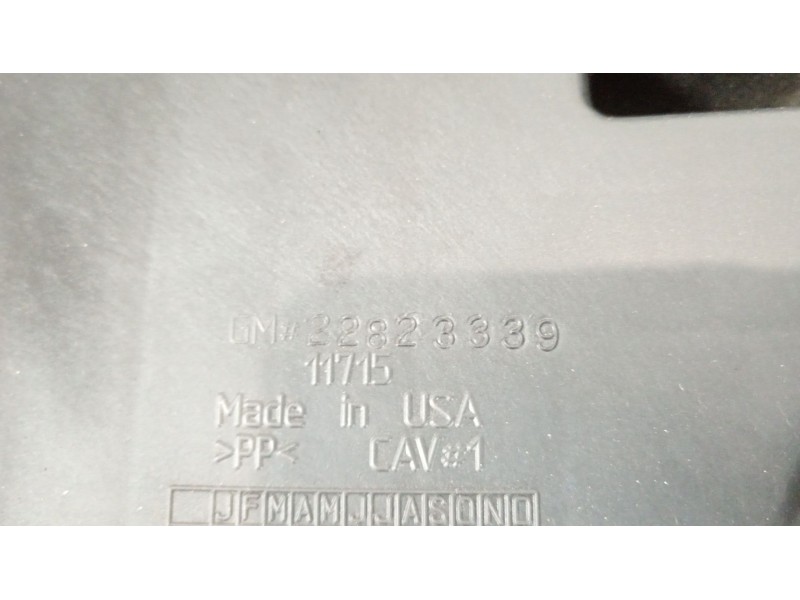 GM#22823339
11715
Made in USA
>PP< CAV#1
JFMAMJJASOND